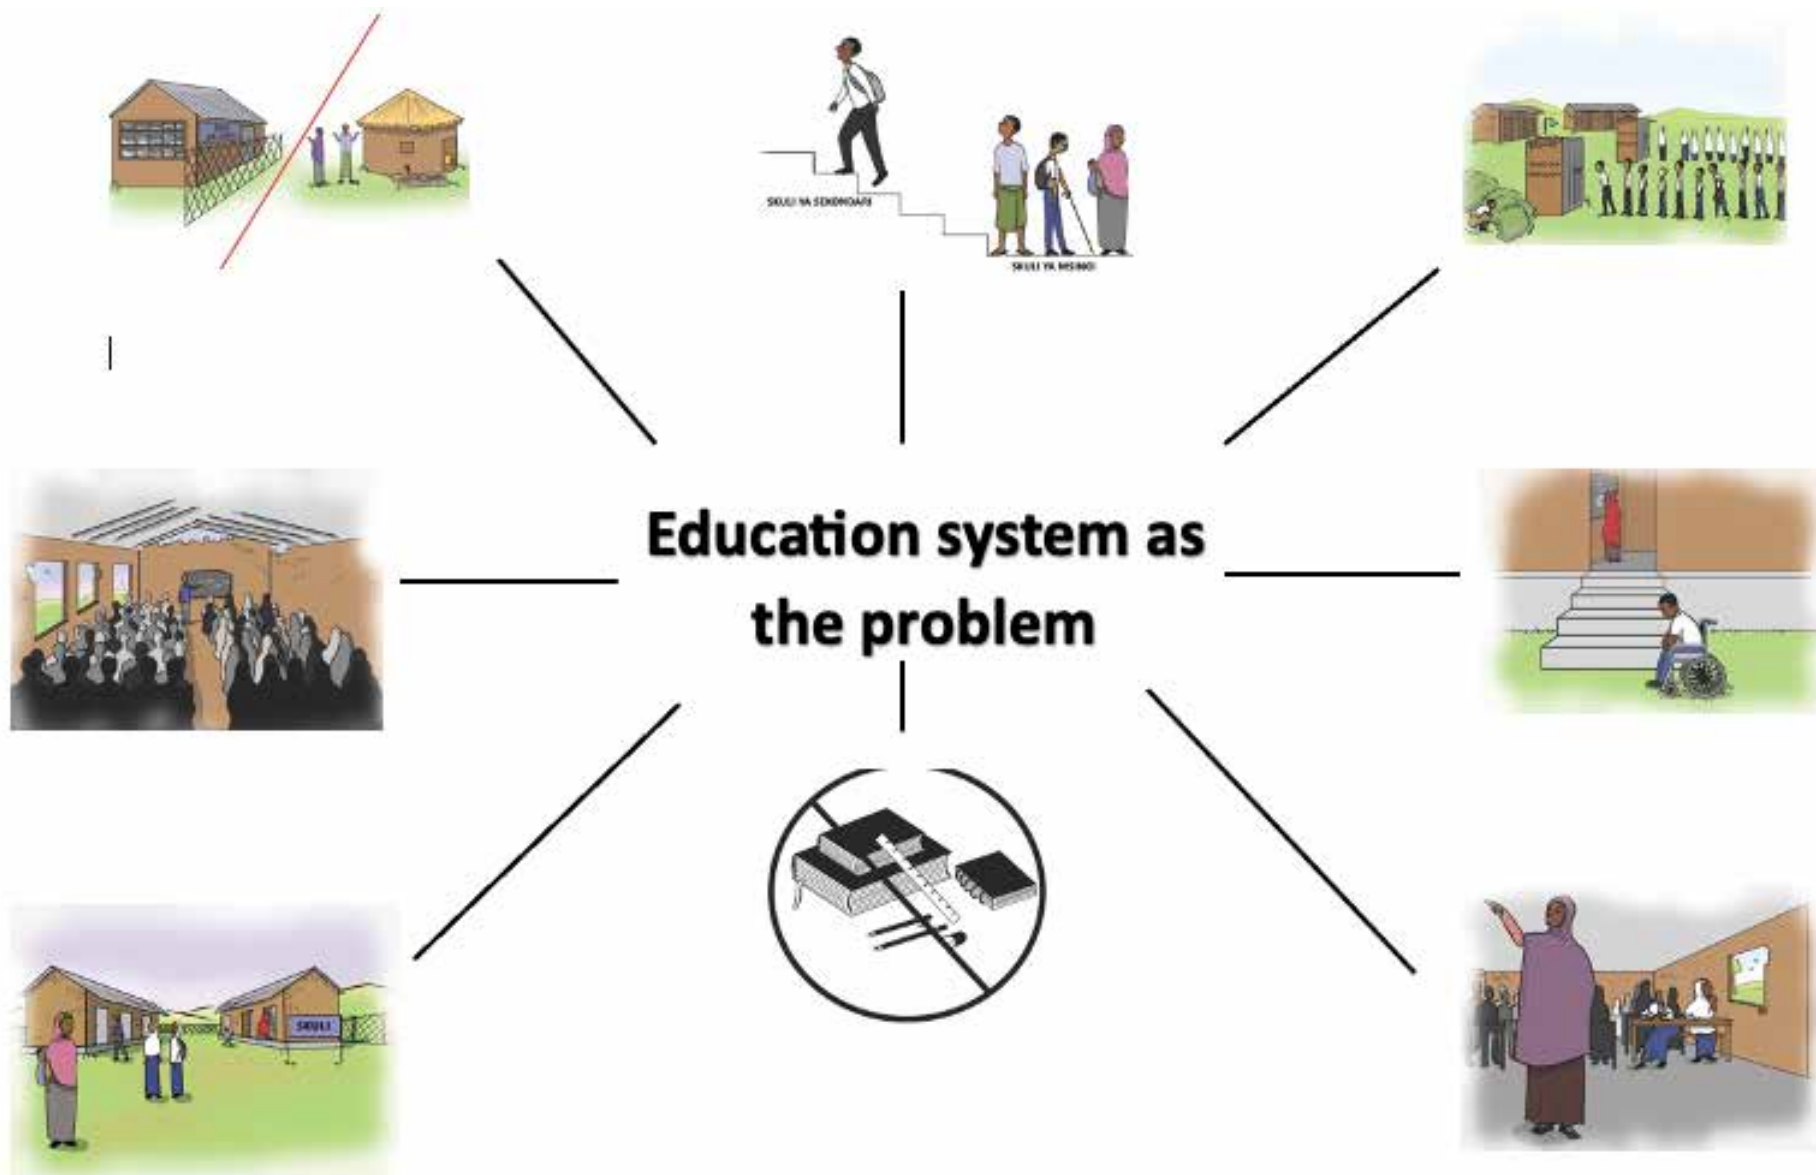 SKULI YA SEKONDARI
SKULI YA MSINGI
Education system as
the problem
SKULI